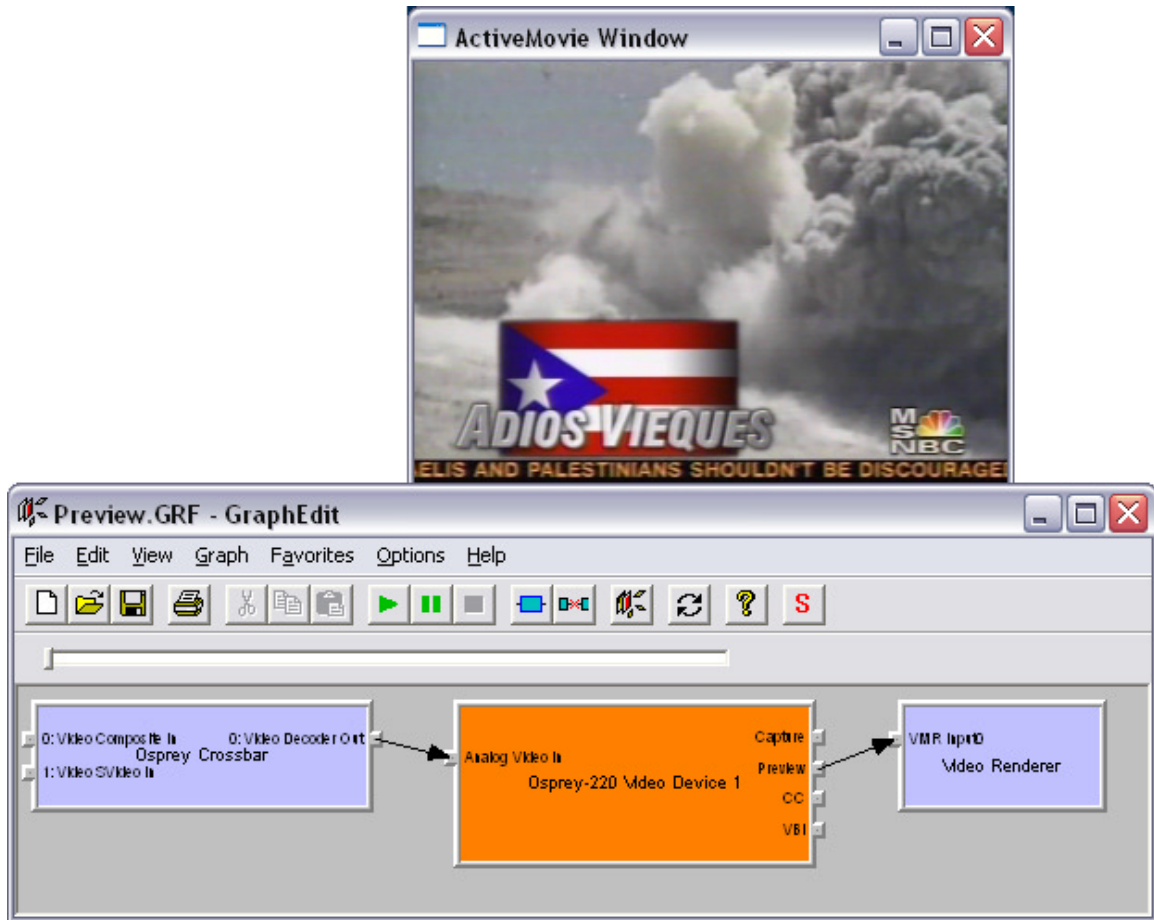 ActiveMovie Window
ADIOS VIEQUES
MSNBC
AELIS AND PALESTINIANS SHOULDN'T BE DISCOURAGE
Preview.GRF - GraphEdit
File Edit View Graph Favorites Options Help
S
0: Video Composite In 0: Video Decoder Out
Osprey Crossbar
1: Video SVideo In
Analog Video In
Osprey-220 Video Device 1
Capture
Preview
CC
VBI
VMR Input0
Video Renderer